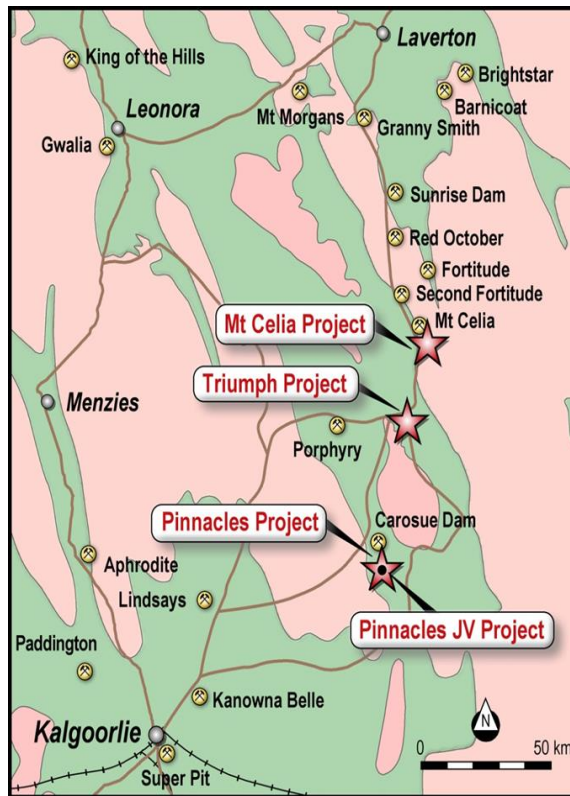 Laverton
King of the Hills
Brightstar
Barnicoat
Mt Morgans
Leonora
Granny Smith
Gwalia
Sunrise Dam
Red October
Fortitude
Second Fortitude
Mt Celia Project
Mt Celia
Triumph Project
Menzies
Porphyry
Pinnacles Project
Carosue Dam
Aphrodite
Lindsays
Pinnacles JV Project
Paddington
Kanowna Belle
N
Kalgoorlie
0 50 km
Super Pit